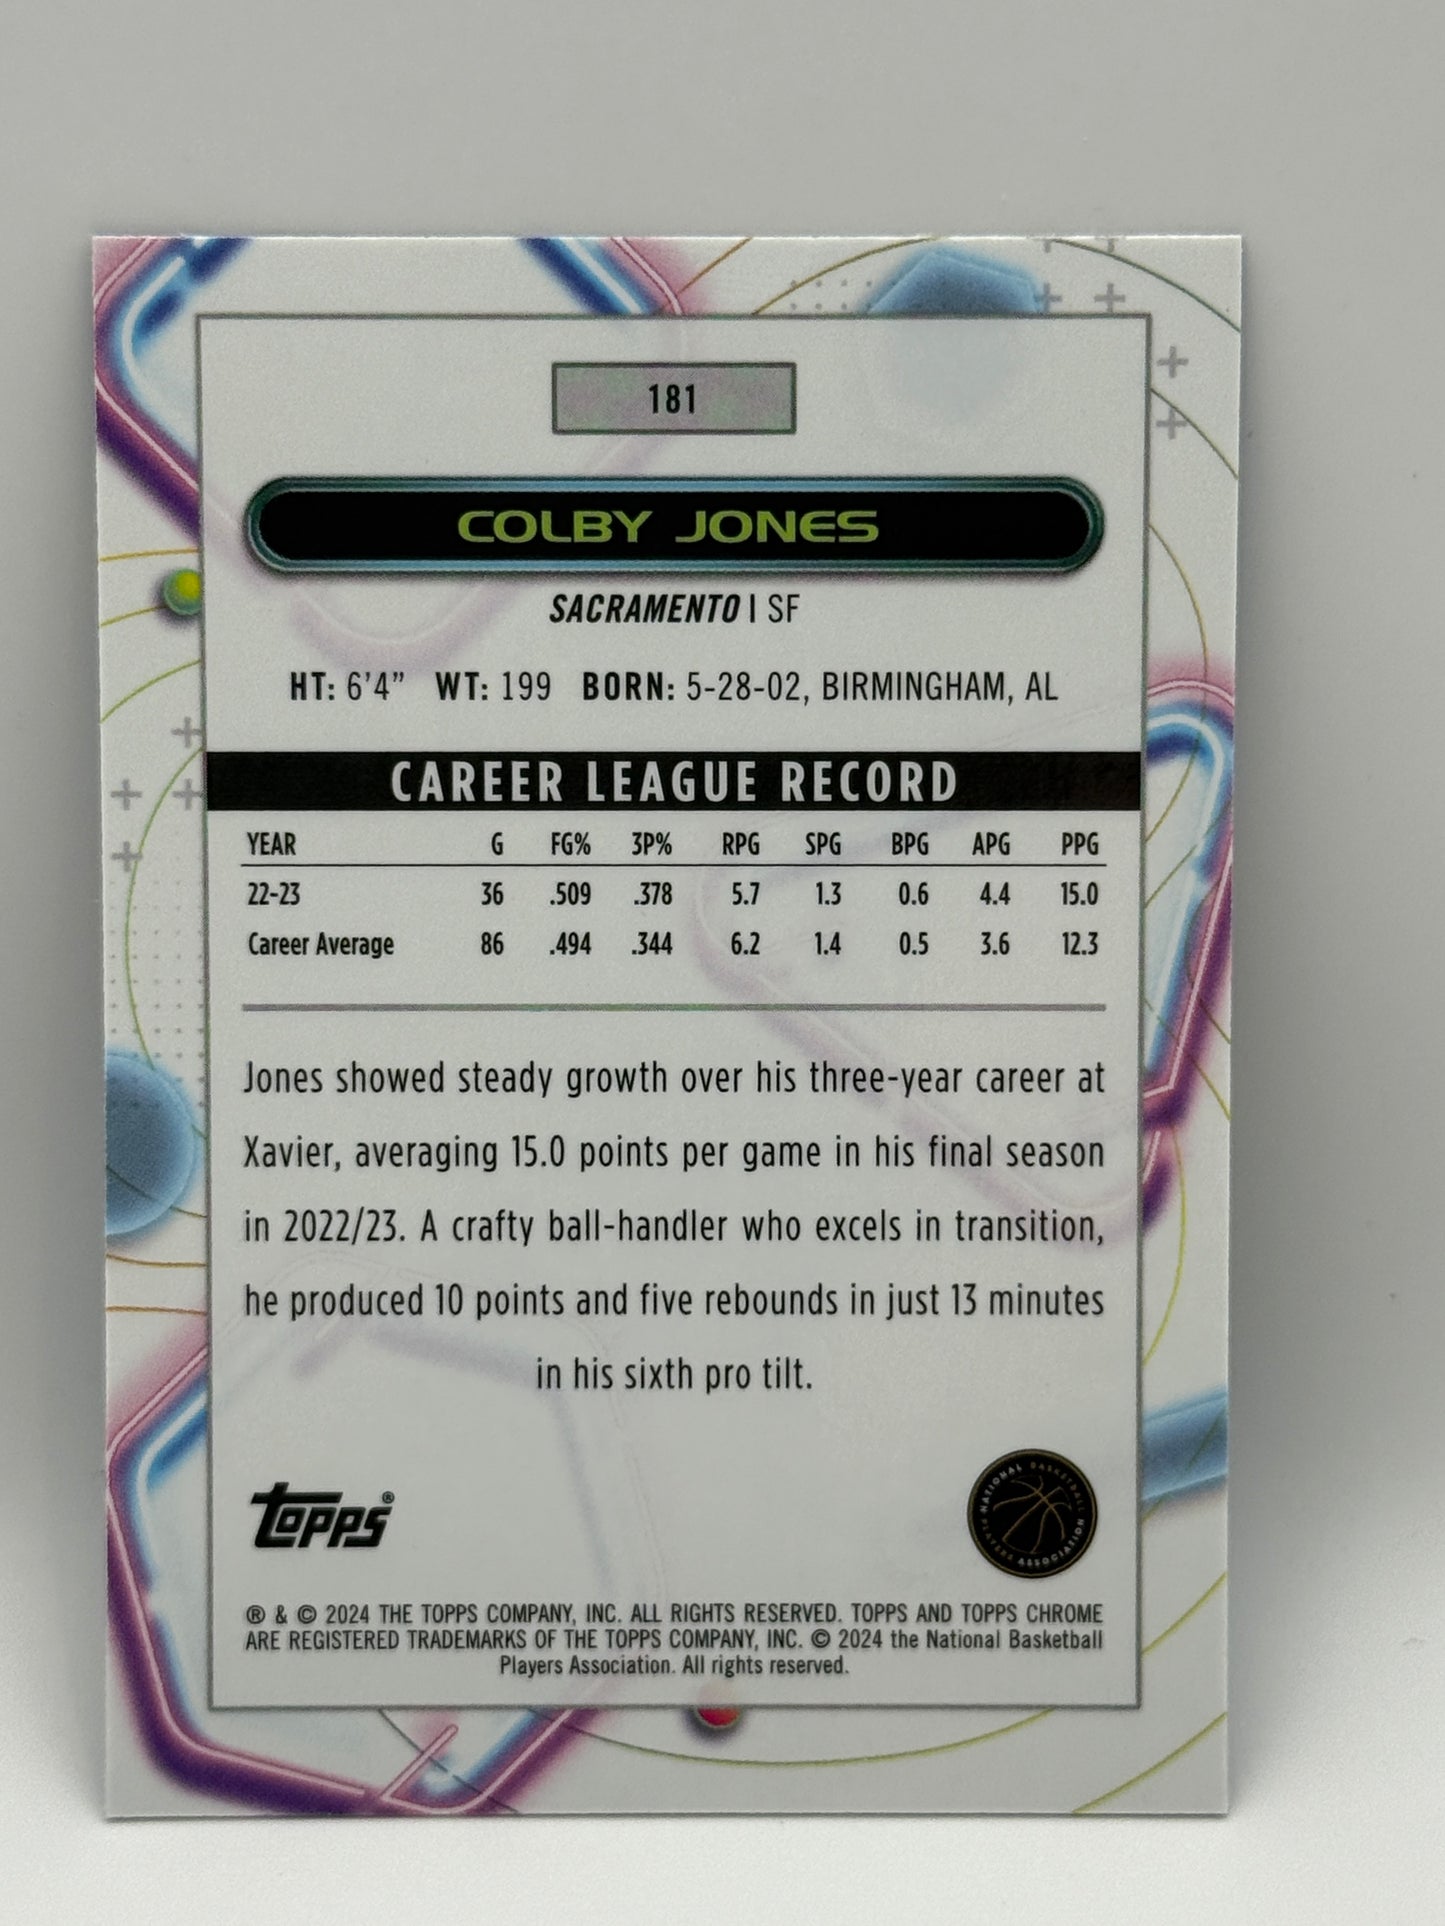 181
COLBY JONES
SACRAMENTO | SF
HT: 6'4" WT: 199 BORN: 5-28-02, BIRMINGHAM, AL
CAREER LEAGUE RECORD
YEAR G FG% 3P% RPG SPG BPG APG PPG
22-23 36 .509 .378 5.7 1.3 0.6 4.4 15.0
Career Average 86 .494 .344 6.2 1.4 0.5 3.6 12.3
Jones showed steady growth over his three-year career at
Xavier, averaging 15.0 points per game in his final season
in 2022/23. A crafty ball-handler who excels in transition,
he produced 10 points and five rebounds in just 13 minutes
in his sixth pro tilt.
TOPPS®
NATIONAL BASKETBALL PLAYERS ASSOCIATION
® & © 2024 THE TOPPS COMPANY, INC. ALL RIGHTS RESERVED. TOPPS AND TOPPS CHROME
ARE REGISTERED TRADEMARKS OF THE TOPPS COMPANY, INC. © 2024 the National Basketball
Players Association. All rights reserved.